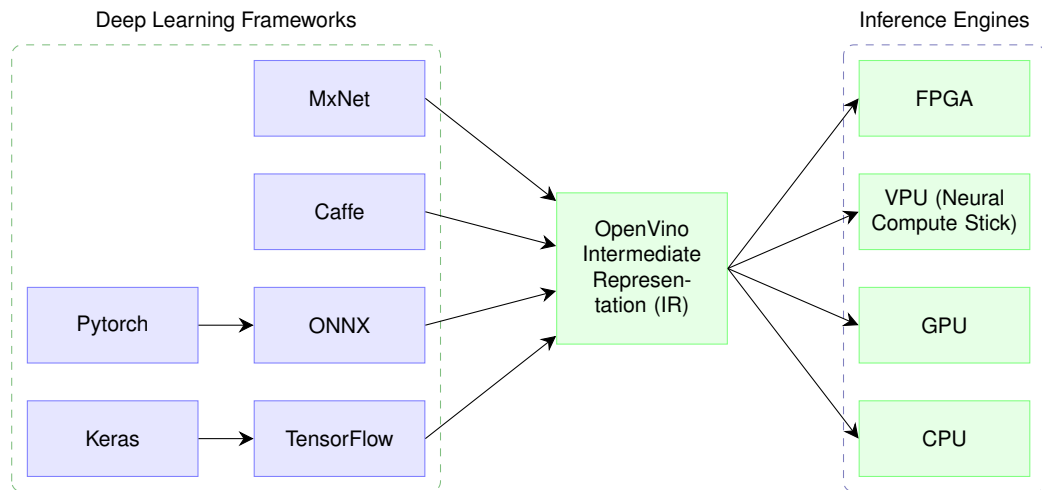 Deep Learning Frameworks
Inference Engines
MxNet
Caffe
Pytorch
ONNX
Keras
TensorFlow
OpenVino
Intermediate
Represen-
tation (IR)
FPGA
VPU (Neural
Compute Stick)
GPU
CPU